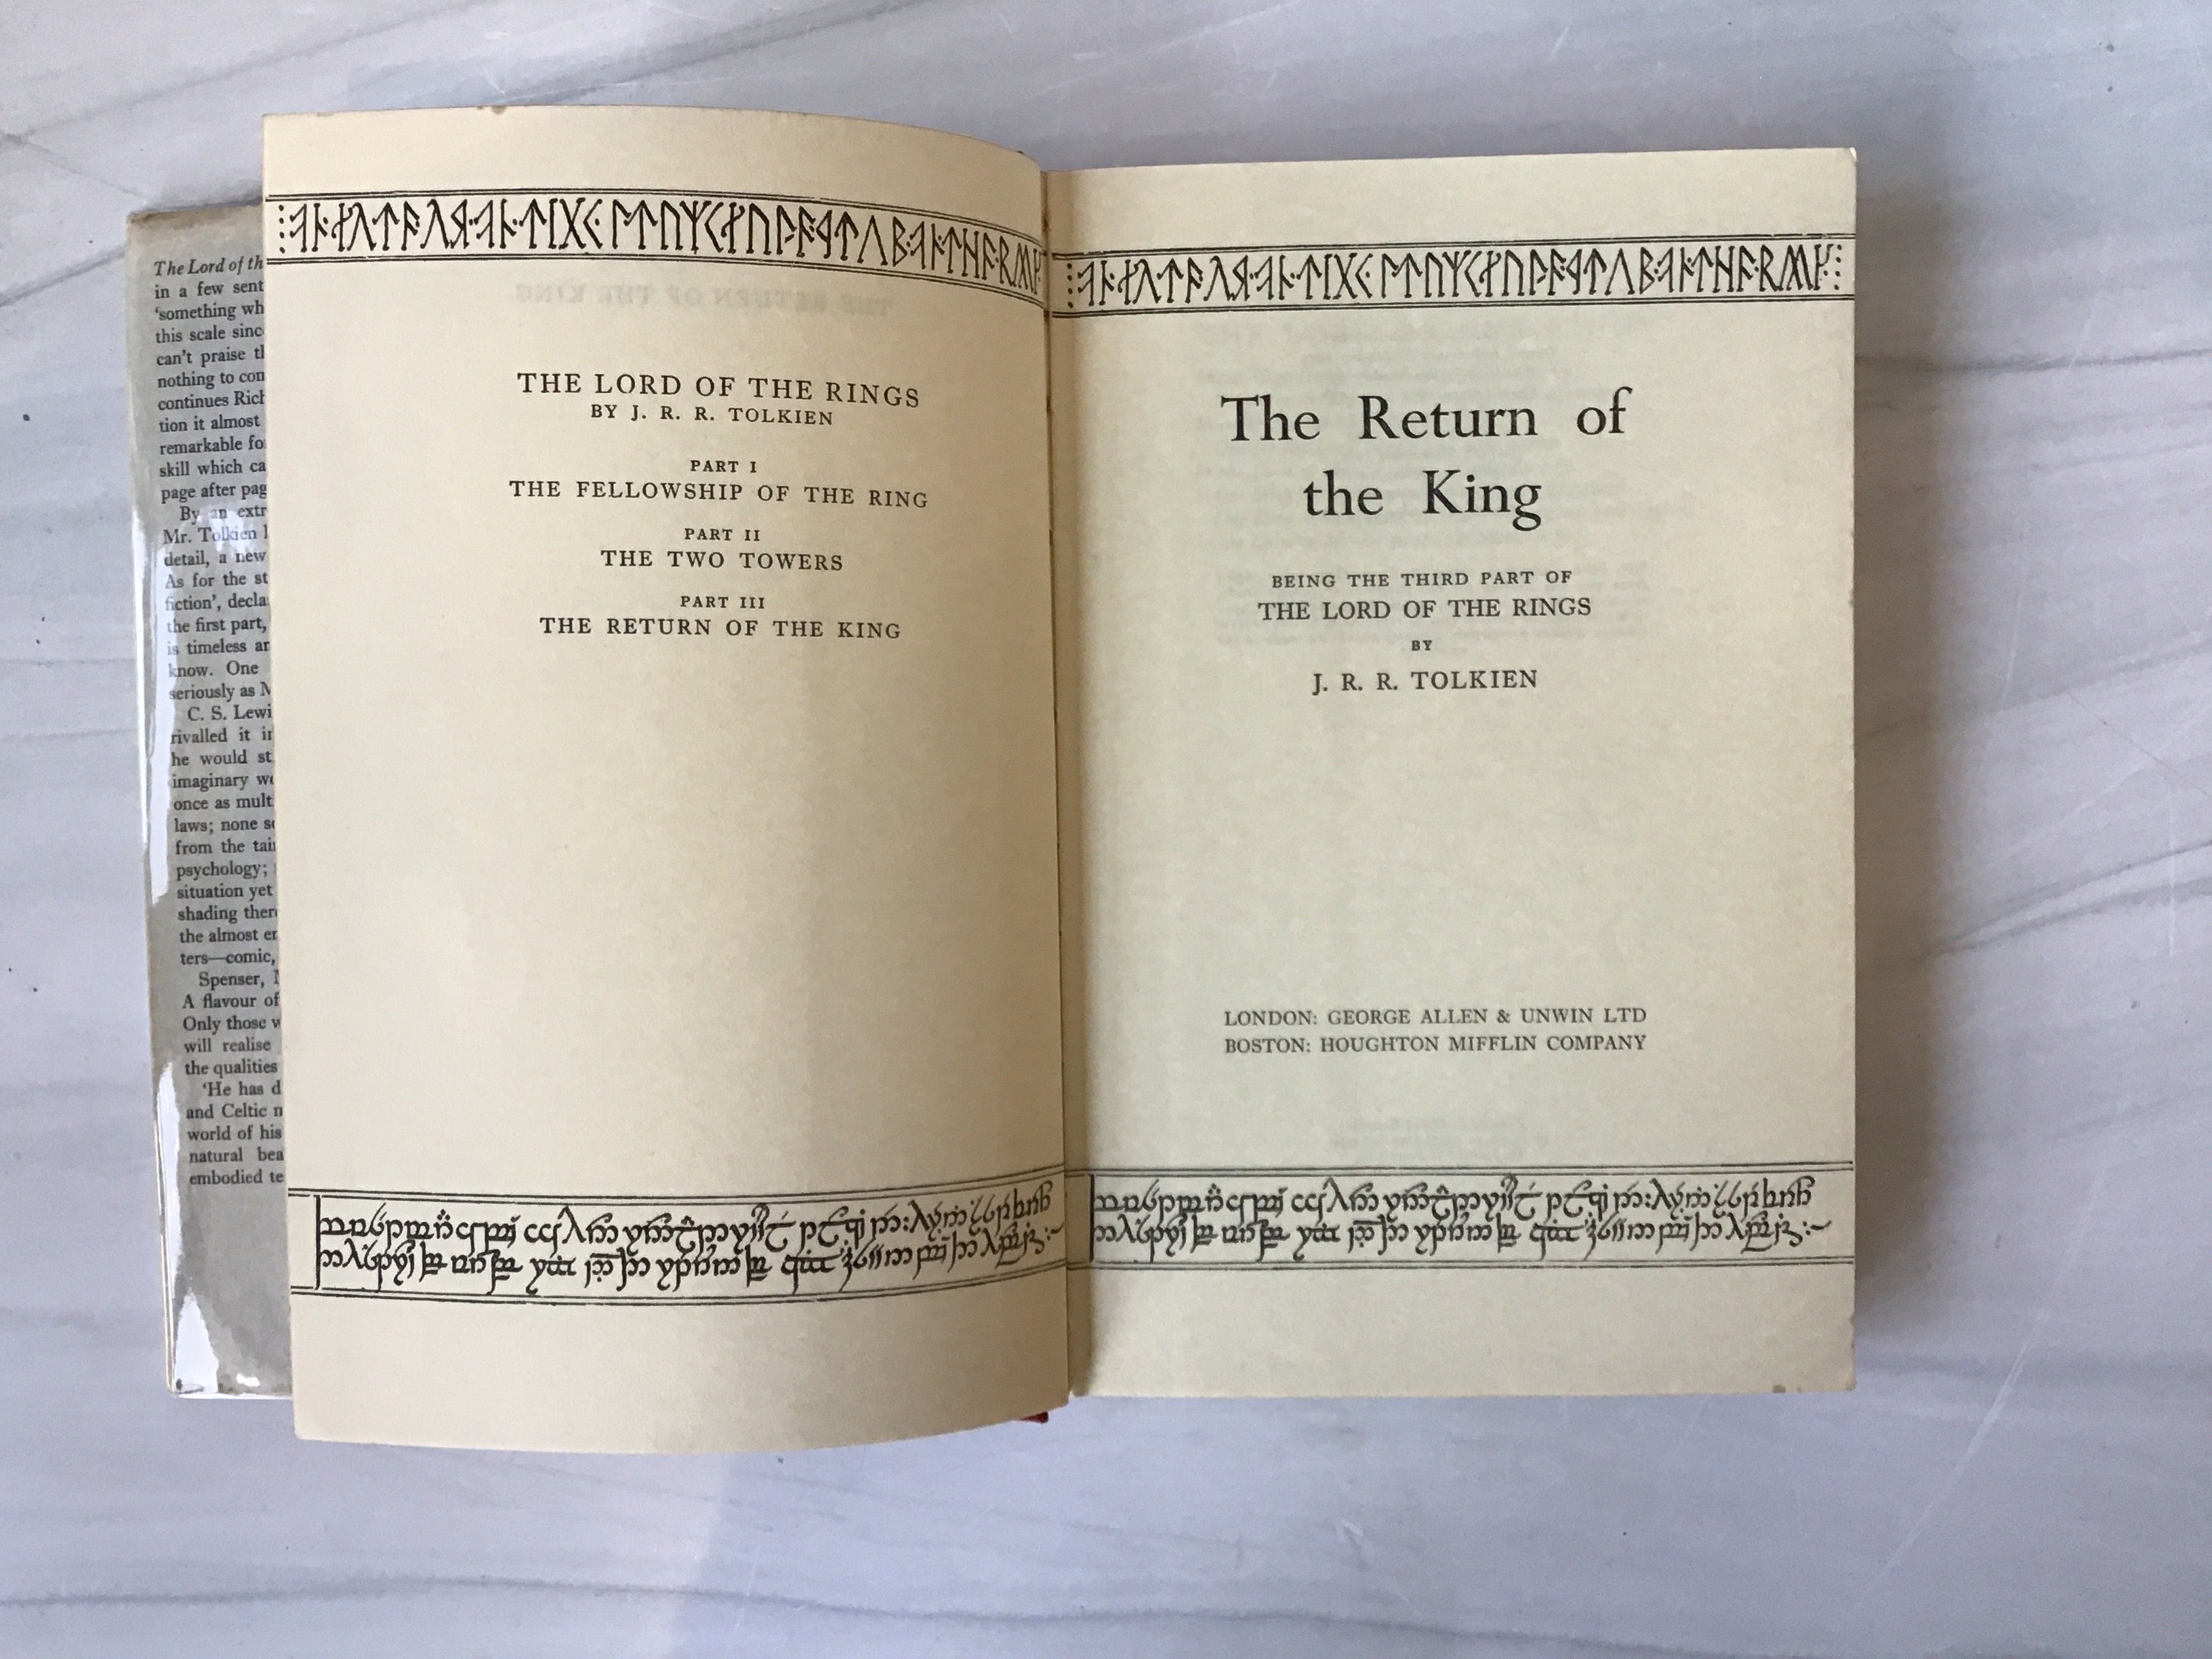 The Lord of th
in a few sent
'something wh
this scale sinc
can't praise tl
nothing to con
continues Rich
tion it almost
remarkable fo
skill which ca
page after pag
By an extr
Mr. Tolkien
detail, a new
As for the st
fiction', decla
the first part,
is timeless ar
know. One
seriously as
C. S. Lewi
rivalled it ir
he would st
imaginary wo
once as mult
laws; none so
from the tai
psychology;
situation yet
shading ther
the almost er
ters—comic,
Spenser,
A flavour of
Only those w
will realise
the qualities
'He has d
and Celtic n
world of his
natural bea
embodied te
THE LORD OF THE RINGS
BY J. R. R. TOLKIEN
PART I
THE FELLOWSHIP OF THE RING
PART II
THE TWO TOWERS
PART III
THE RETURN OF THE KING
The Return of
the King
BEING THE THIRD PART OF
THE LORD OF THE RINGS
BY
J. R. R. TOLKIEN
LONDON: GEORGE ALLEN & UNWIN LTD
BOSTON: HOUGHTON MIFFLIN COMPANY